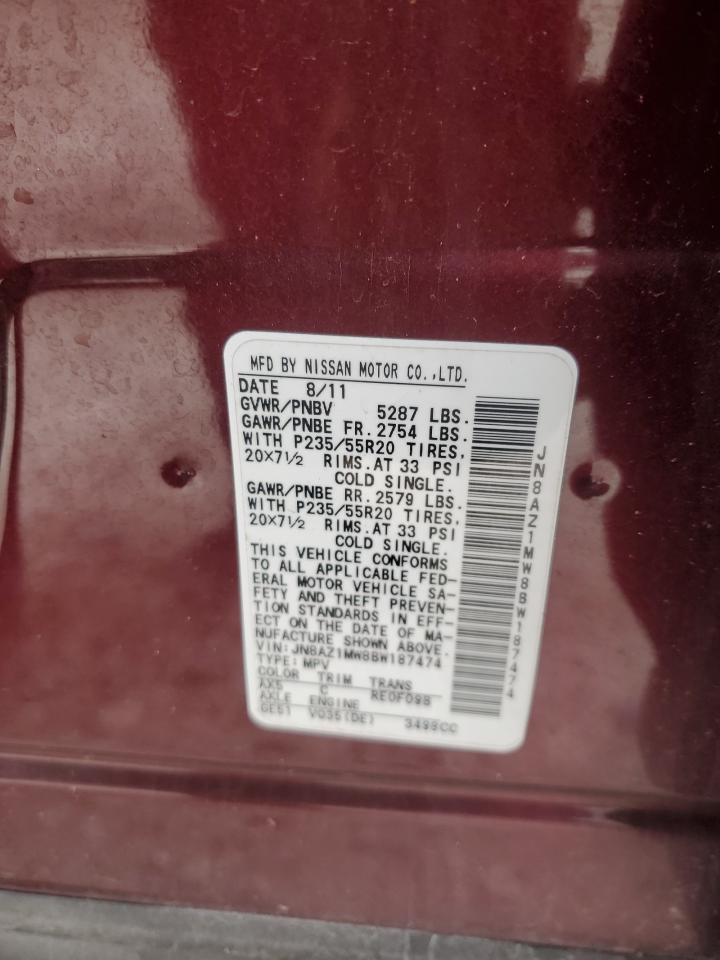 MFD BY NISSAN MOTOR CO.,LTD.
DATE 8/11
GVWR/PNBV 5287 LBS.
GAWR/PNBE FR. 2754 LBS.
WITH P235/55R20 TIRES,
20X7½ RIMS. AT 33 PSI
COLD SINGLE.
GAWR/PNBE RR. 2579 LBS.
WITH P235/55R20 TIRES,
20X7½ RIMS. AT 33 PSI
COLD SINGLE.
THIS VEHICLE CONFORMS
TO ALL APPLICABLE FED-
ERAL MOTOR VEHICLE SA-
FETY AND THEFT PREVEN-
TION STANDARDS IN EFF-
ECT ON THE DATE OF MA-
NUFACTURE SHOWN ABOVE.
VIN:JN8AZ1MW8BW187474
TYPE: MPV
COLOR TRIM TRANS
AX5 C RE0F09B
AXLE ENGINE
GE51 VQ35(DE) 3498CC
JN8AZ1MW8BW187474